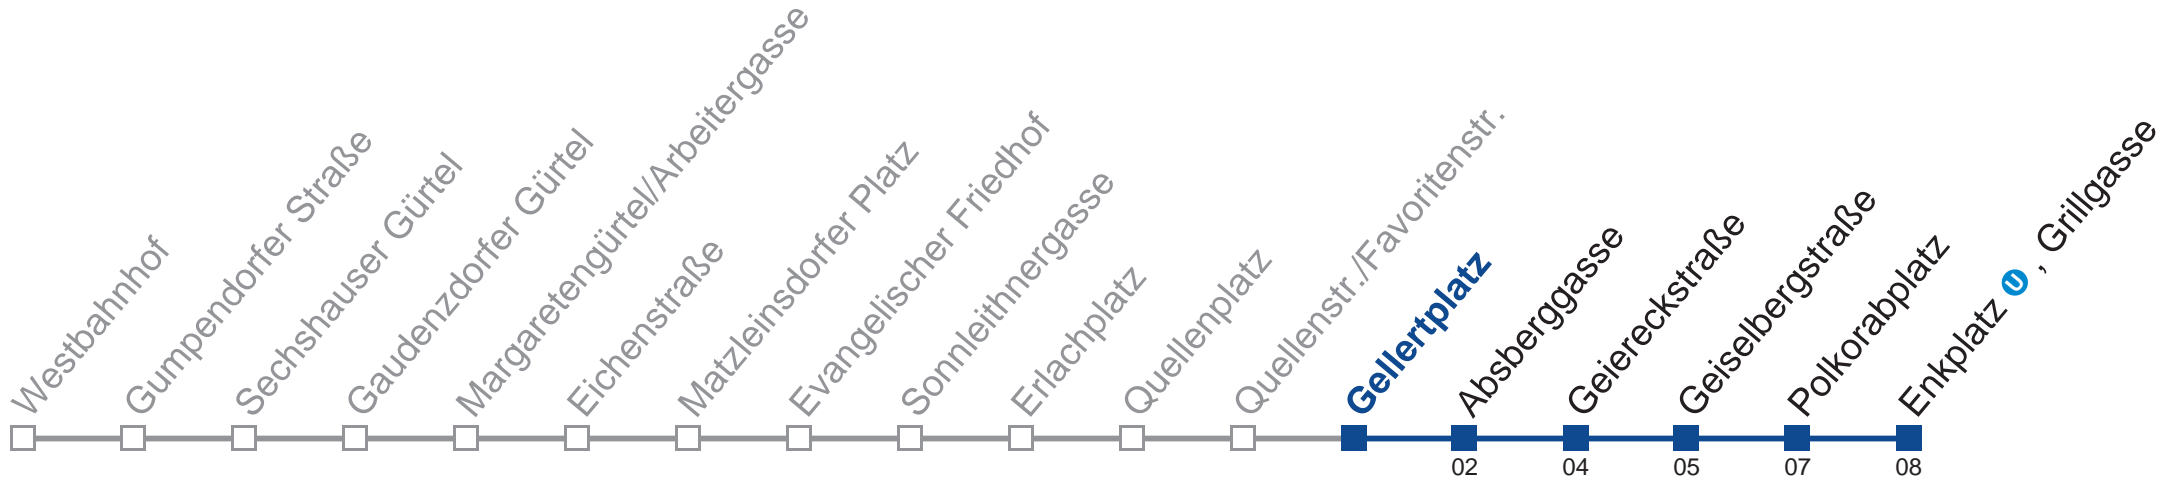 Westbahnhof
Gumpendorfer Straße
Sechshauser Gürtel
Gaudenzdorfer Gürtel
Margaretengürtel/Arbeitergasse
Eichenstraße
Matzleinsdorfer Platz
Evangelischer Friedhof
Sonnleithnergasse
Erlachplatz
Quellenplatz
Quellenstr./Favoritenstr.
Gellertplatz
Absberggasse
Geiereckstraße
Geiselbergstraße
Polkorabplatz
Enkplatz U , Grillgasse
02 04 05 07 08